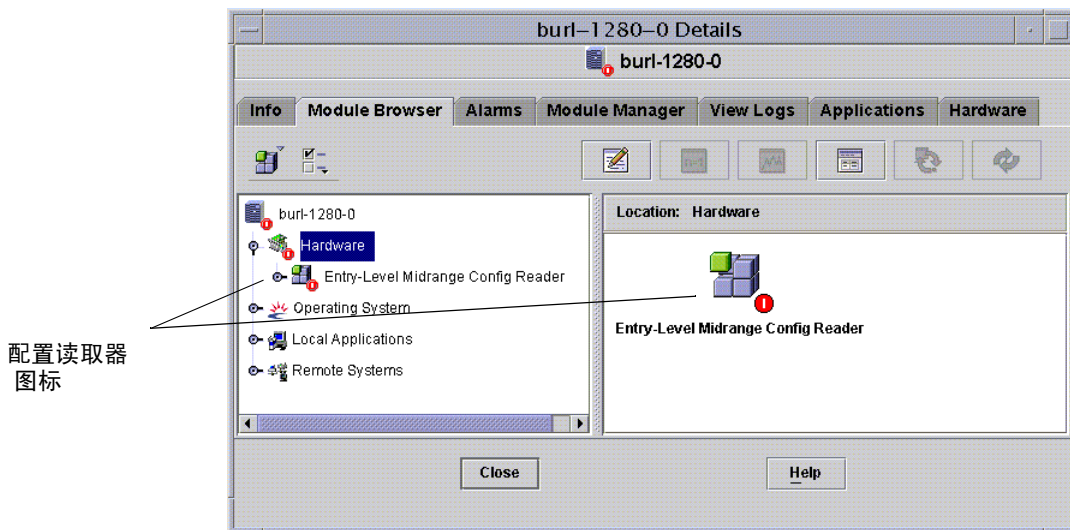 burl–1280–0 Details
burl-1280-0
Info Module Browser Alarms Module Manager View Logs Applications Hardware
burl-1280-0
Hardware
Entry-Level Midrange Config Reader
Operating System
Local Applications
Remote Systems
Location: Hardware
Entry-Level Midrange Config Reader
配置读取器
图标
Close Help